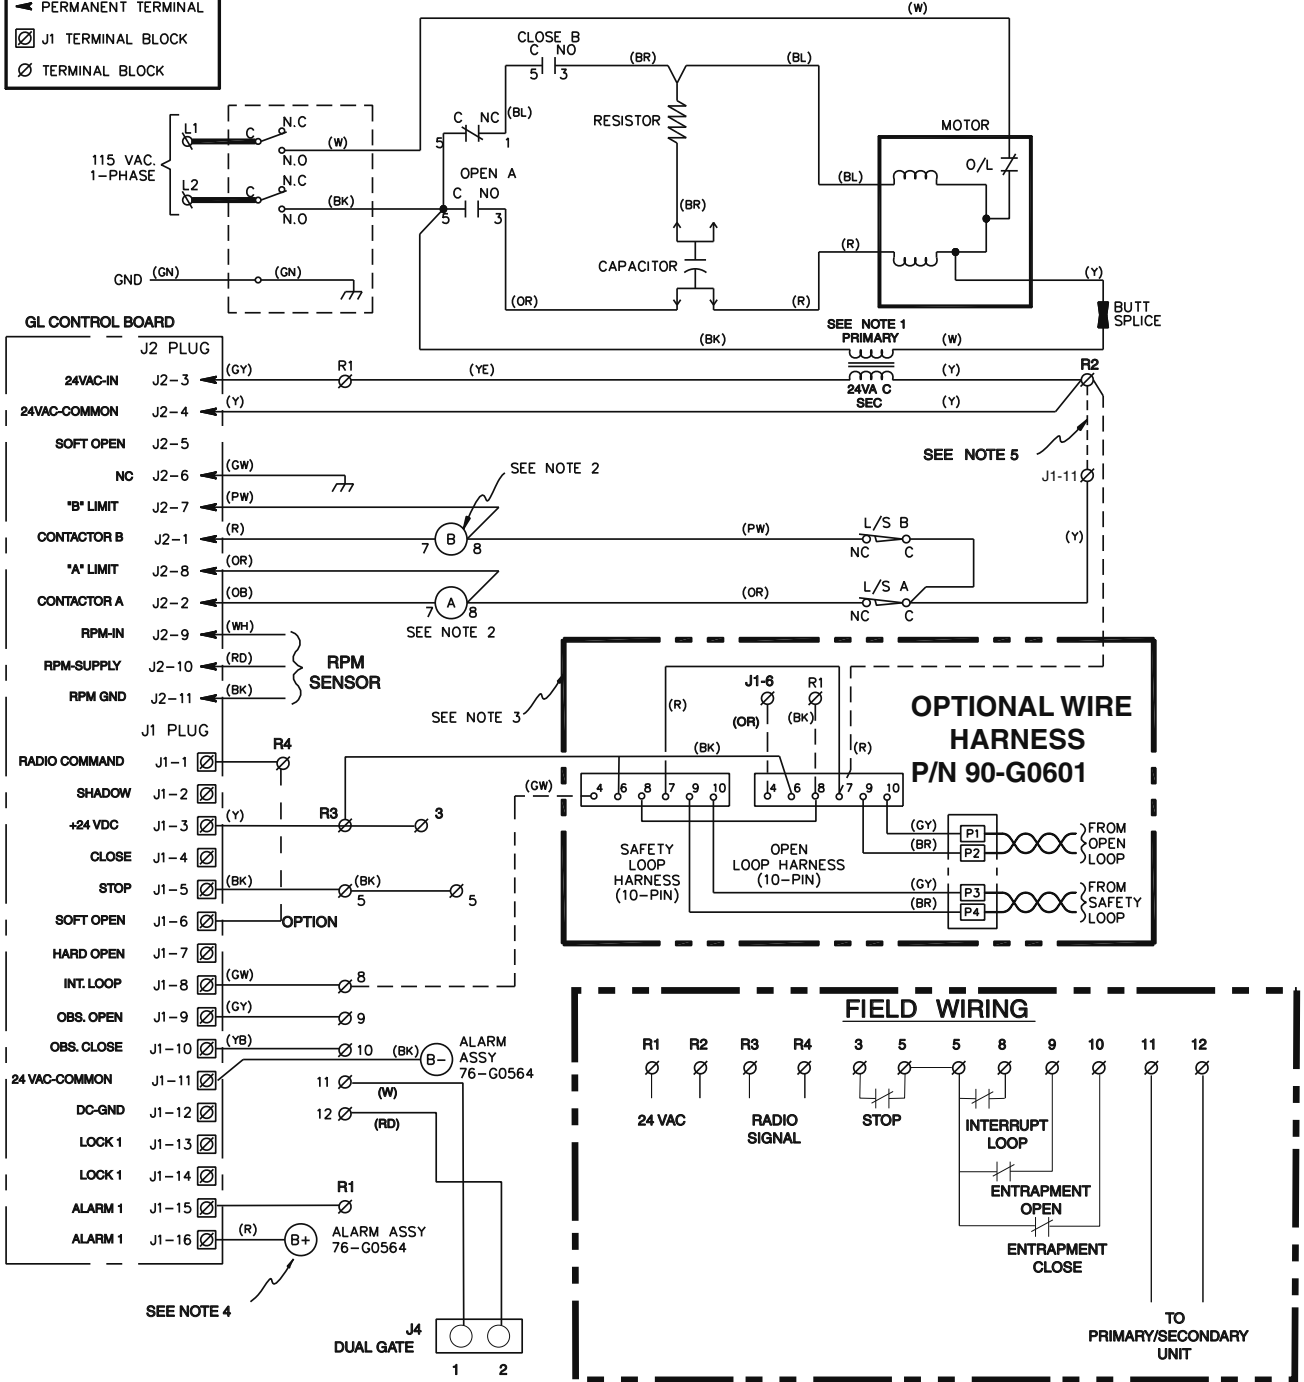 PERMANENT TERMINAL
J1 TERMINAL BLOCK
TERMINAL BLOCK
(W)
CLOSE B
C NO
5 3
(BR)
(BL)
L1
C
N.C
N.O
(W)
115 VAC.
1-PHASE
L2
C
N.C
N.O
(BK)
GND (GN)
(GN)
C NC (BL)
5 1
OPEN A
C NO
5 3
RESISTOR
(BR)
CAPACITOR
(OR)
(R)
MOTOR
O/L
(BL)
(R)
(Y)
BUTT
SPLICE
(BK)
SEE NOTE 1
PRIMARY
(W)
24VA C
SEC
GL CONTROL BOARD
J2 PLUG
24VAC-IN J2-3 (GY) R1 (YE) (Y) R2
24VAC-COMMON J2-4 (Y) (Y)
SOFT OPEN J2-5
SEE NOTE 5
NC J2-6 (GW)
SEE NOTE 2
J1-11
"B" LIMIT J2-7 (PW)
CONTACTOR B J2-1 (R) 7 B 8 (PW) L/S B NC C (Y)
"A" LIMIT J2-8 (OR)
CONTACTOR A J2-2 (OB) 7 A 8 (OR) L/S A NC C
SEE NOTE 2
RPM-IN J2-9 (WH)
RPM-SUPPLY J2-10 (RD)
RPM GND J2-11 (BK)
RPM
SENSOR
SEE NOTE 3
J1-6
R1
(R)
(OR)
(BK)
(BK)
(R)
OPTIONAL WIRE
HARNESS
P/N 90-G0601
(GW)
4 6 8 7 9 10
4 6 8 7 9 10
SAFETY
LOOP
HARNESS
(10-PIN)
OPEN
LOOP HARNESS
(10-PIN)
(GY) P1
(BR) P2
FROM
OPEN
LOOP
(GY) P3
(BR) P4
FROM
SAFETY
LOOP
J1 PLUG
RADIO COMMAND J1-1 R4
SHADOW J1-2
+24 VDC J1-3 (Y) R3 3
CLOSE J1-4
STOP J1-5 (BK) 5 (BK) 5
SOFT OPEN J1-6 OPTION
HARD OPEN J1-7
INT. LOOP J1-8 (GW) 8
OBS. OPEN J1-9 (GY) 9
OBS. CLOSE J1-10 (YB) 10 (BK) B-
ALARM
ASSY
76-G0564
24 VAC-COMMON J1-11
11
(W)
DC-GND J1-12
12
(RD)
LOCK 1 J1-13
LOCK 1 J1-14
ALARM 1 J1-15 R1
ALARM 1 J1-16 (R) B+
ALARM ASSY
76-G0564
SEE NOTE 4
J4
DUAL GATE
1 2
FIELD WIRING
R1 R2 R3 R4 3 5 5 8 9 10 11 12
24 VAC
RADIO
SIGNAL
STOP
INTERRUPT
LOOP
ENTRAPMENT
OPEN
ENTRAPMENT
CLOSE
TO
PRIMARY/SECONDARY
UNIT